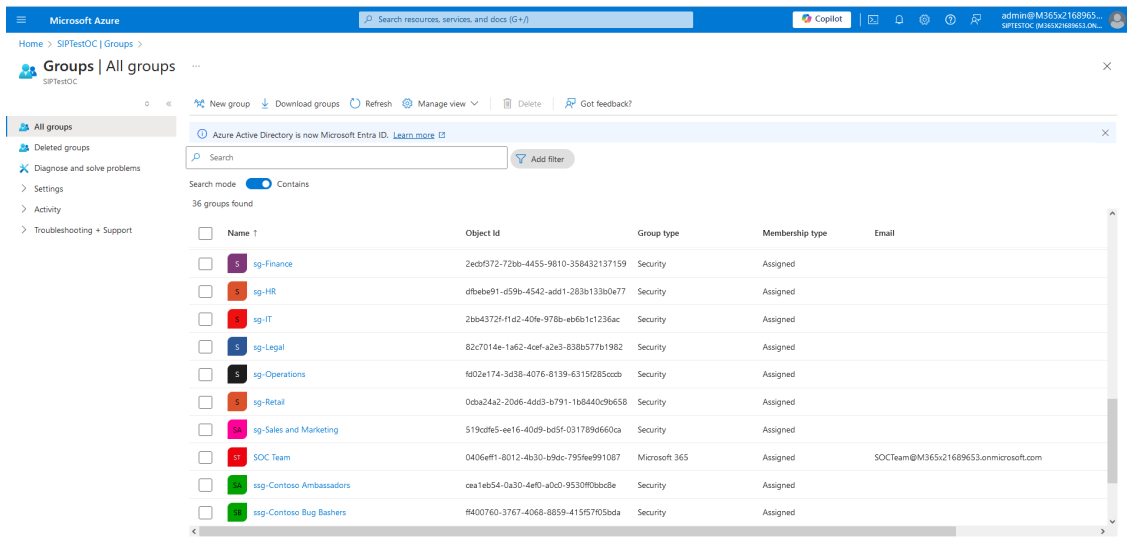 Microsoft Azure
Search resources, services, and docs (G+/)
Copilot
admin@M365x2168965...
SIPTESTOC (M365X21689653.ON...
Home > SIPTestOC | Groups >
Groups | All groups ...
SIPTestOC
New group Download groups Refresh Manage view Delete Got feedback?
All groups
Deleted groups
Diagnose and solve problems
Settings
Activity
Troubleshooting + Support
Azure Active Directory is now Microsoft Entra ID. Learn more
Search
Add filter
Search mode Contains
36 groups found
Name ↑ Object Id Group type Membership type Email
S sg-Finance 2ecbf372-72bb-4455-9810-358432137159 Security Assigned
S sg-HR dfbebe91-d59b-4542-add1-283b133b0e77 Security Assigned
S sg-IT 2bb4372f-f1d2-40fe-978b-eb6b1c1236ac Security Assigned
S sg-Legal 82c7014e-1a62-4cef-a2e3-838b577b1982 Security Assigned
S sg-Operations fd02e174-3d38-4076-8139-6315f285cccb Security Assigned
S sg-Retail 0cba24a2-20d6-4dd3-b791-1b8440c9b658 Security Assigned
SA sg-Sales and Marketing 519cdfe5-ee16-40d9-bd5f-031789d660ca Security Assigned
ST SOC Team 0406eff1-8012-4b30-b9dc-795fee991087 Microsoft 365 Assigned SOCTeam@M365x21689653.onmicrosoft.com
SA ssg-Contoso Ambassadors cea1eb54-0a30-4ef0-a0c0-9530ff0bbc8e Security Assigned
SB ssg-Contoso Bug Bashers ff400760-3767-4068-8859-415f57f05bda Security Assigned